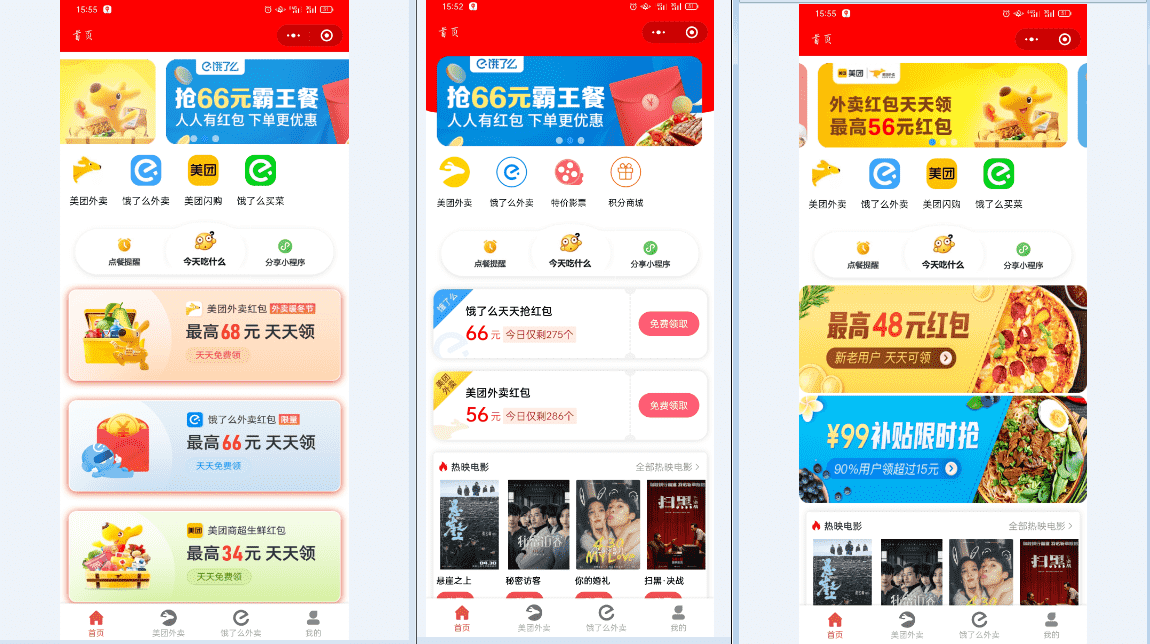 15:55
首页
饿了么
抢66元霸王餐
人人有红包 下单更优惠
美团外卖
饿了么外卖
美团
美团闪购
饿了么买菜
点餐提醒
今天吃什么
分享小程序
美团外卖红包 外卖暖冬节
最高68元 天天领
天天免费领
饿了么外卖红包 限量
最高66元 天天领
天天免费领
美团 美团商超生鲜红包
最高34元 天天领
天天免费领
首页
美团外卖
饿了么外卖
我的
15:52
首页
饿了么
抢66元霸王餐
人人有红包 下单更优惠
美团外卖
饿了么外卖
特价影票
积分商城
点餐提醒
今天吃什么
分享小程序
饿了么
饿了么天天抢红包
66元 今日仅剩275个
免费领取
美团外卖
美团外卖红包
56元 今日仅剩286个
免费领取
热映电影
全部热映电影
悬崖之上
秘密访客
你的婚礼
扫黑·决战
首页
美团外卖
饿了么外卖
我的
15:55
首页
美团
外卖红包天天领
最高56元红包
美团外卖
饿了么外卖
美团
美团闪购
饿了么买菜
点餐提醒
今天吃什么
分享小程序
最高48元红包
新老用户 天天可领
¥99补贴限时抢
90%用户领超过15元
热映电影
全部热映电影
扫黑
首页
美团外卖
饿了么外卖
我的